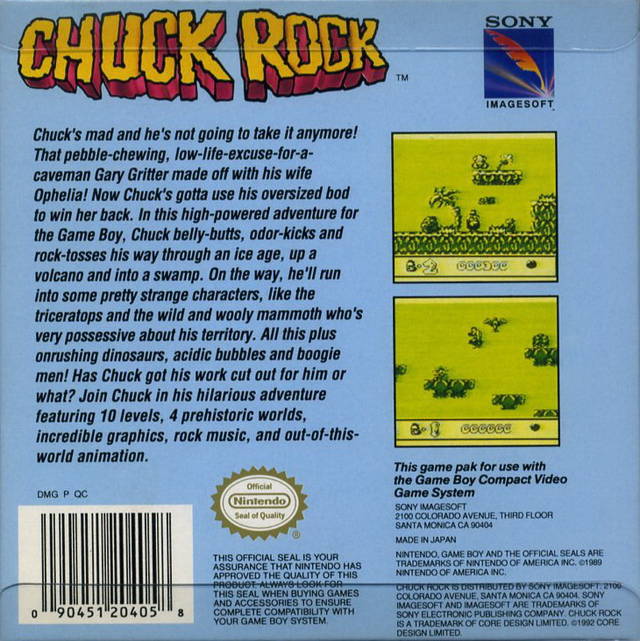 CHUCK ROCK ™
SONY
IMAGESOFT
Chuck's mad and he's not going to take it anymore!
That pebble-chewing, low-life-excuse-for-a-
caveman Gary Gritter made off with his wife
Ophelia! Now Chuck's gotta use his oversized bod
to win her back. In this high-powered adventure for
the Game Boy, Chuck belly-butts, odor-kicks and
rock-tosses his way through an ice age, up a
volcano and into a swamp. On the way, he'll run
into some pretty strange characters, like the
triceratops and the wild and wooly mammoth who's
very possessive about his territory. All this plus
onrushing dinosaurs, acidic bubbles and boogie
men! Has Chuck got his work cut out for him or
what? Join Chuck in his hilarious adventure
featuring 10 levels, 4 prehistoric worlds,
incredible graphics, rock music, and out-of-this-
world animation.
This game pak for use with
the Game Boy Compact Video
Game System
SONY IMAGESOFT
2100 COLORADO AVENUE, THIRD FLOOR
SANTA MONICA CA 90404
MADE IN JAPAN
NINTENDO, GAME BOY AND THE OFFICIAL SEALS ARE
TRADEMARKS OF NINTENDO OF AMERICA INC. ©1989
NINTENDO OF AMERICA INC.
CHUCK ROCK IS DISTRIBUTED BY SONY IMAGESOFT. 2100
COLORADO AVENUE, SANTA MONICA CA 90404. SONY
IMAGESOFT AND IMAGESOFT ARE TRADEMARKS OF
SONY ELECTRONIC PUBLISHING COMPANY. CHUCK ROCK
IS A TRADEMARK OF CORE DESIGN LIMITED. ©1992 CORE
DESIGN LIMITED.
DMG P QC
0 90451 20405 8
Official
Nintendo
Seal of Quality
®
THIS OFFICIAL SEAL IS YOUR
ASSURANCE THAT NINTENDO HAS
APPROVED THE QUALITY OF THIS
PRODUCT. ALWAYS LOOK FOR
THIS SEAL WHEN BUYING GAMES
AND ACCESSORIES TO ENSURE
COMPLETE COMPATIBILITY WITH
YOUR GAME BOY SYSTEM.